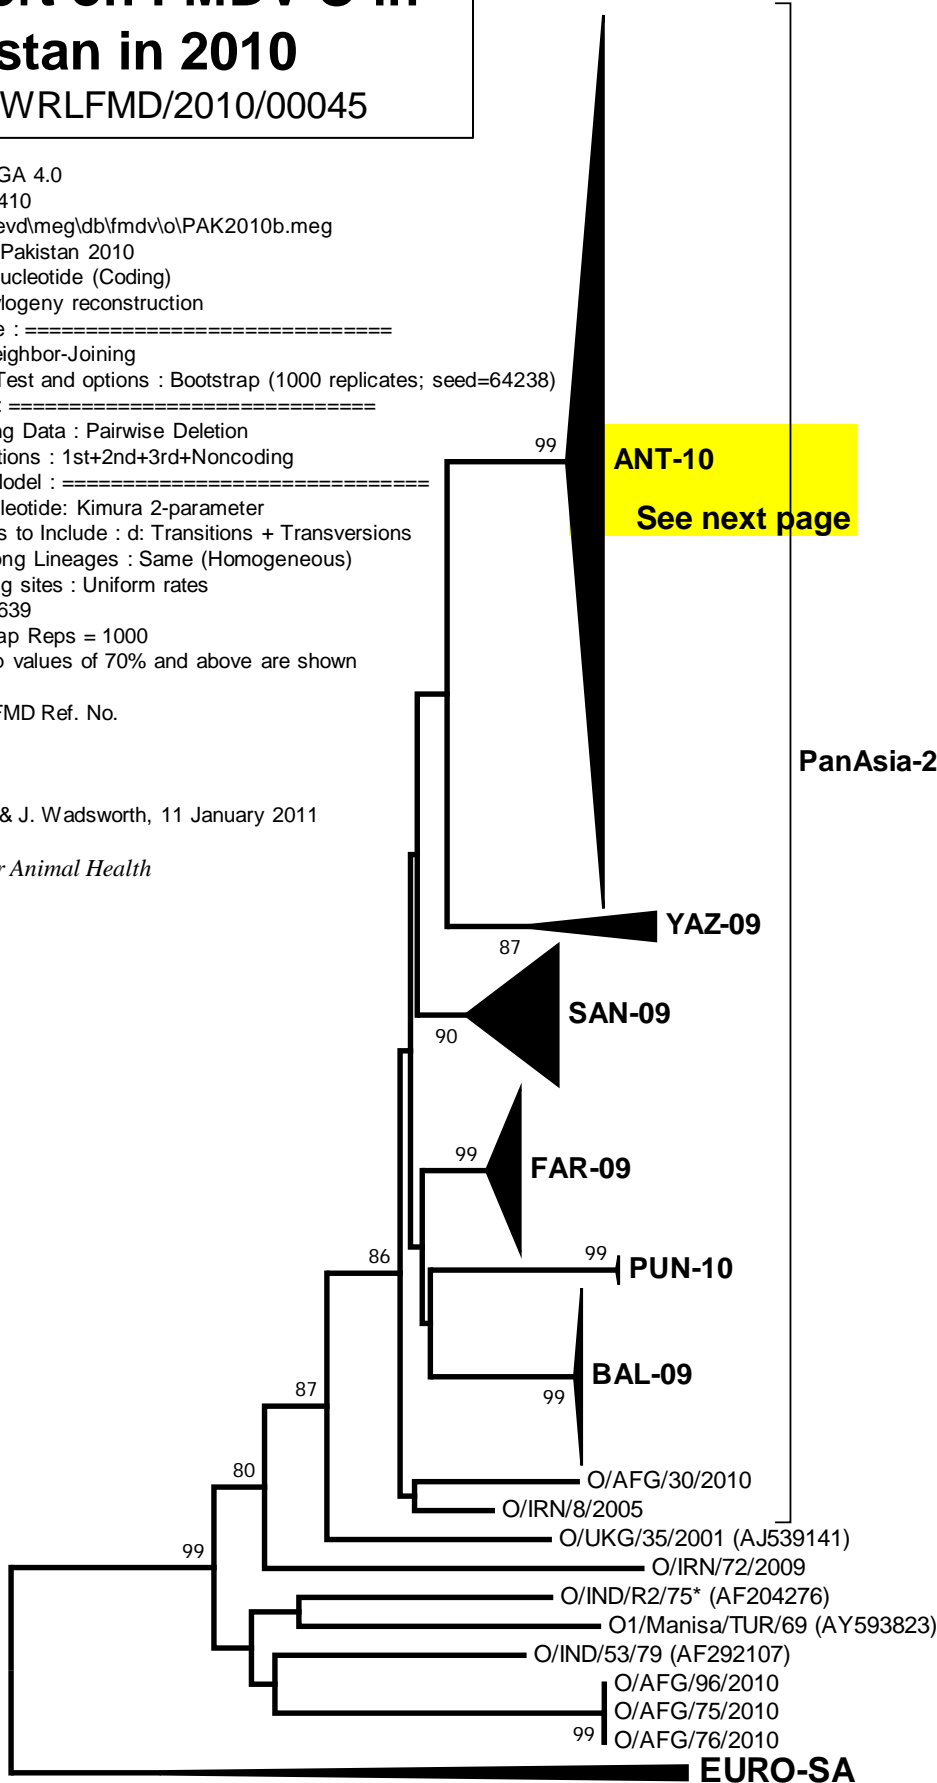 stan in 2010
WRLFMD/2010/00045
GA 4.0
410
evd\meg\db\fmdv\o\PAK2010b.meg
Pakistan 2010
ucleotide (Coding)
logeny reconstruction
e : ==============================
eighbor-Joining
Test and options : Bootstrap (1000 replicates; seed=64238)
: ==============================
ng Data : Pairwise Deletion
tions : 1st+2nd+3rd+Noncoding
Model : ==============================
leotide: Kimura 2-parameter
s to Include : d: Transitions + Transversions
ong Lineages : Same (Homogeneous)
g sites : Uniform rates
639
ap Reps = 1000
p values of 70% and above are shown
FMD Ref. No.
& J. Wadsworth, 11 January 2011
r Animal Health
99
ANT-10
See next page
PanAsia-2
YAZ-09
87
SAN-09
90
99
FAR-09
86
99
PUN-10
BAL-09
99
87
80
O/AFG/30/2010
O/IRN/8/2005
O/UKG/35/2001 (AJ539141)
99
O/IRN/72/2009
O/IND/R2/75* (AF204276)
O1/Manisa/TUR/69 (AY593823)
O/IND/53/79 (AF292107)
O/AFG/96/2010
O/AFG/75/2010
99
O/AFG/76/2010
EURO-SA